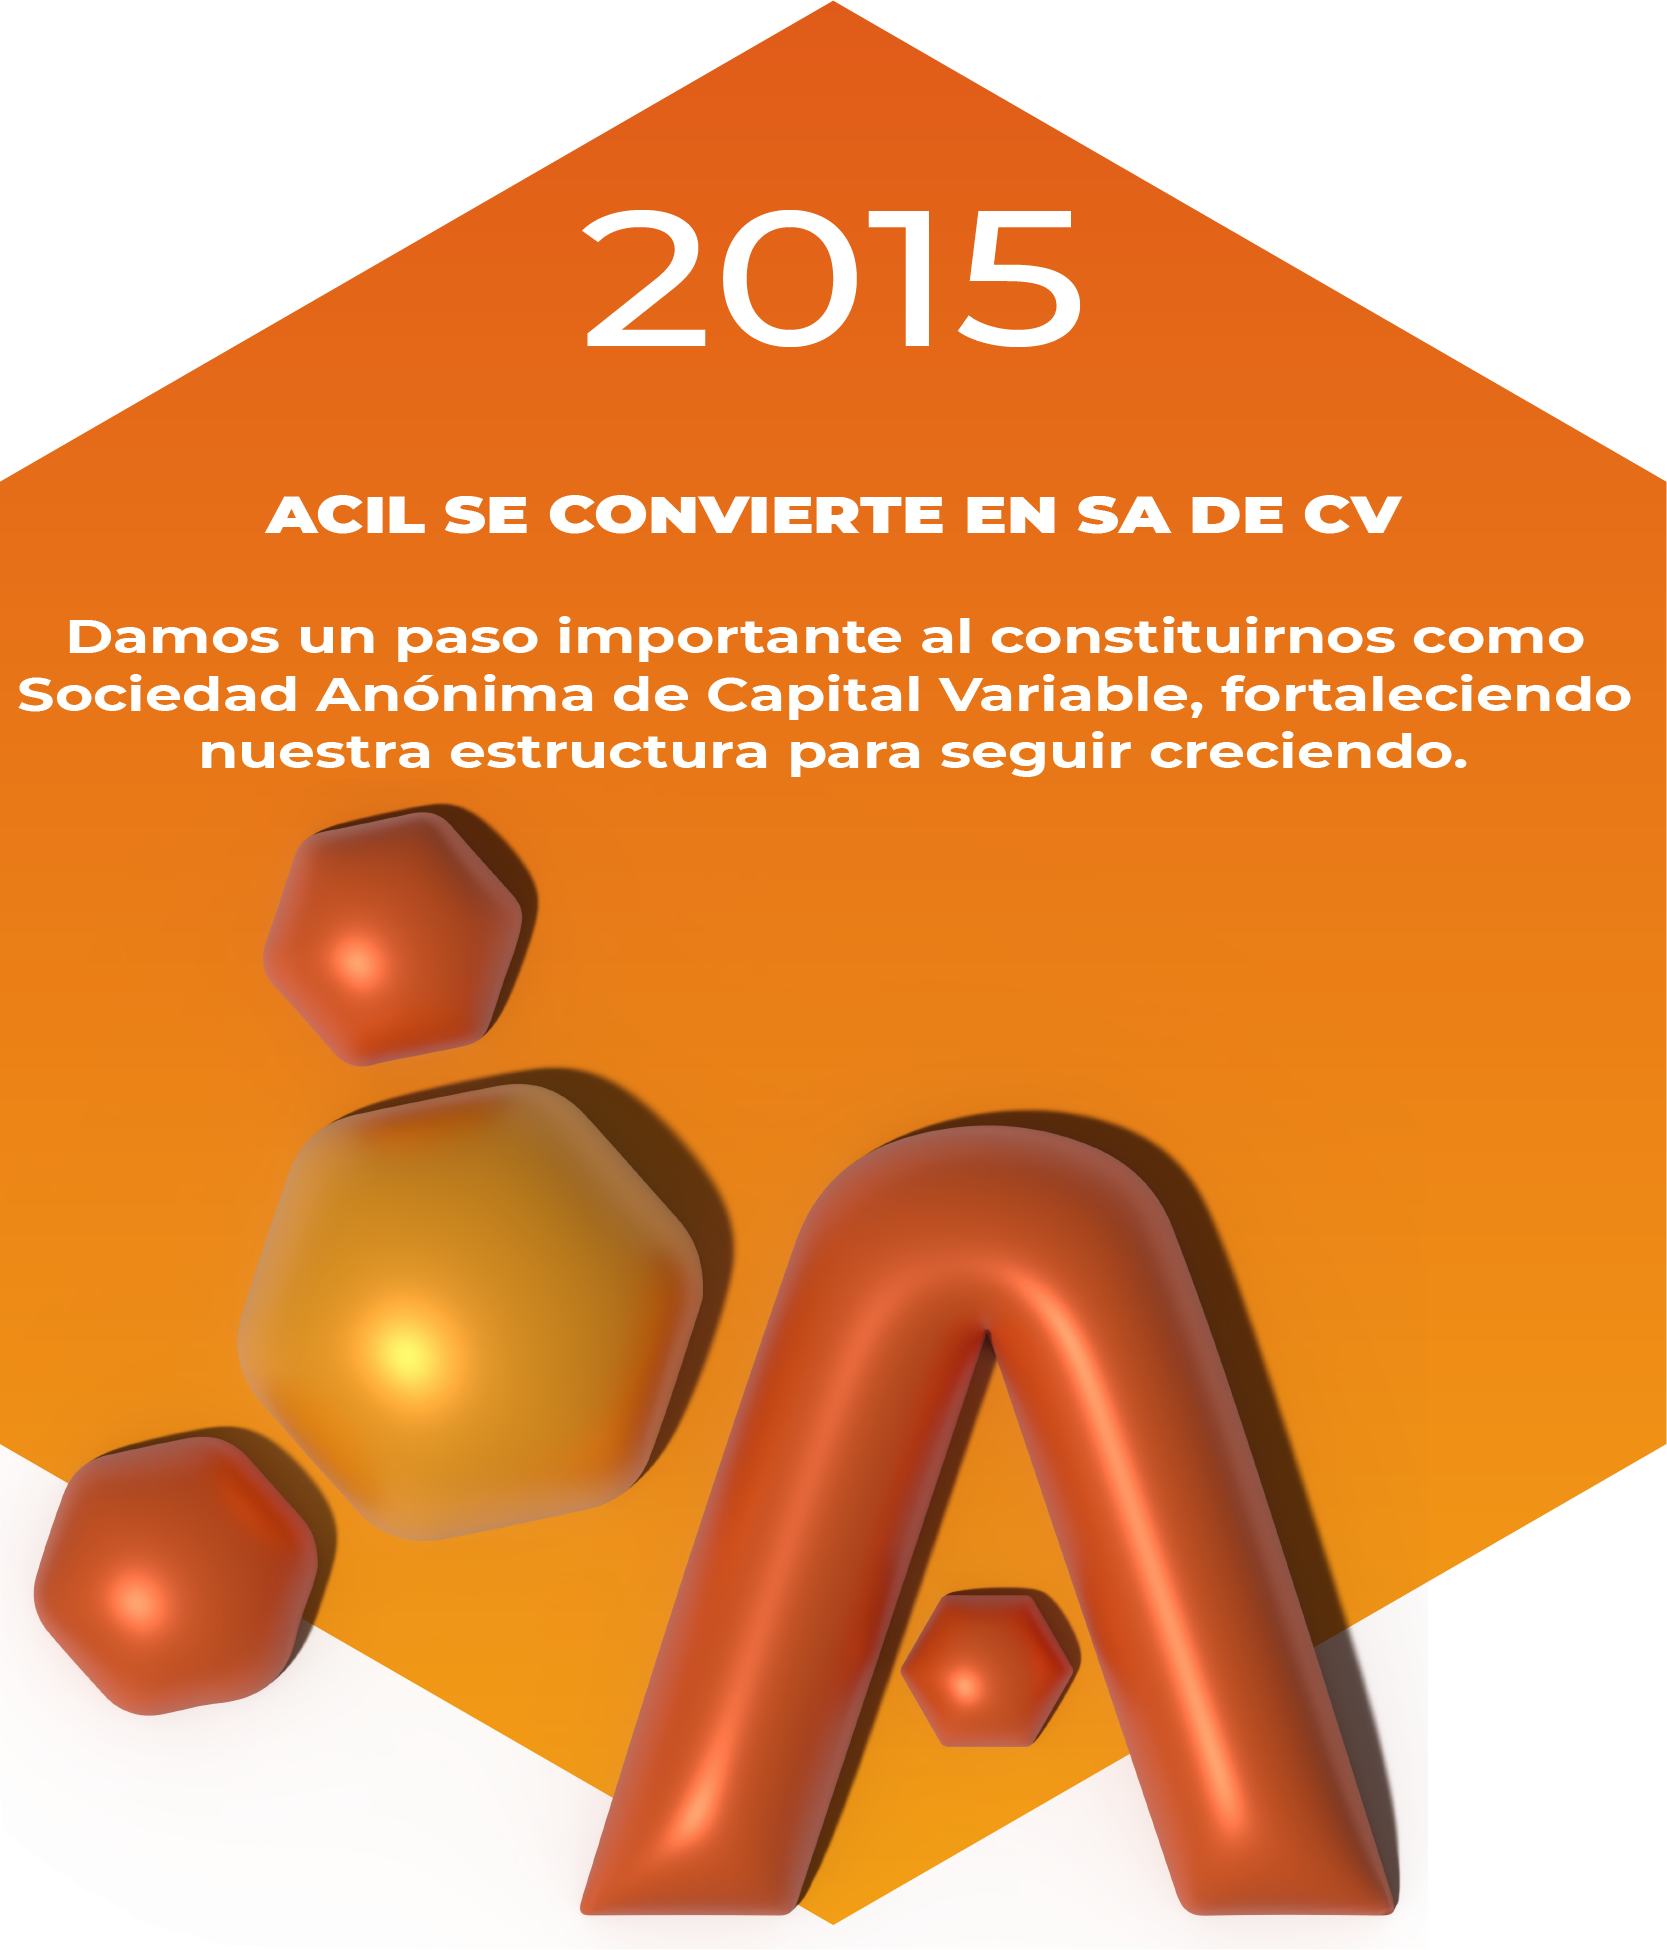 2015
ACIL SE CONVIERTE EN SA DE CV
Damos un paso importante al constituirnos como
Sociedad Anónima de Capital Variable, fortaleciendo
nuestra estructura para seguir creciendo.